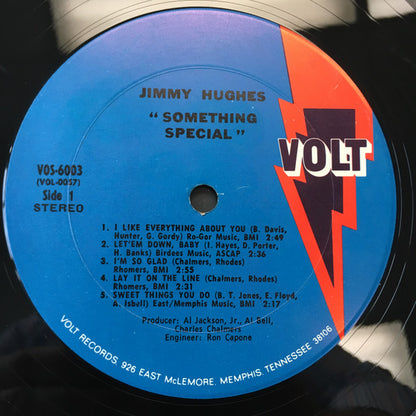 JIMMY HUGHES
"SOMETHING
SPECIAL"
VOLT
VOS-6003
(VOL-0057)
Side 1
STEREO
1. I LIKE EVERYTHING ABOUT YOU (B. Davis,
Hunter, G. Gordy) Ro-Gor Music, BMI 2:49
2. LET'EM DOWN, BABY (I. Hayes, D. Porter,
H. Banks) Birdees Music, ASCAP 2:36
3. I'M SO GLAD (Chalmers, Rhodes)
Rhomers, BMI 2:55
4. LAY IT ON THE LINE (Chalmers, Rhodes)
Rhomers, BMI 2:31
5. SWEET THINGS YOU DO (B. T. Jones, E. Floyd,
A. Isbell) East/Memphis Music, BMI 2:17
Producer: Al Jackson, Jr., Al Bell,
Charles Chalmers
Engineer: Ron Capone
VOLT RECORDS 926 EAST McLEMORE, MEMPHIS, TENNESSEE 38106